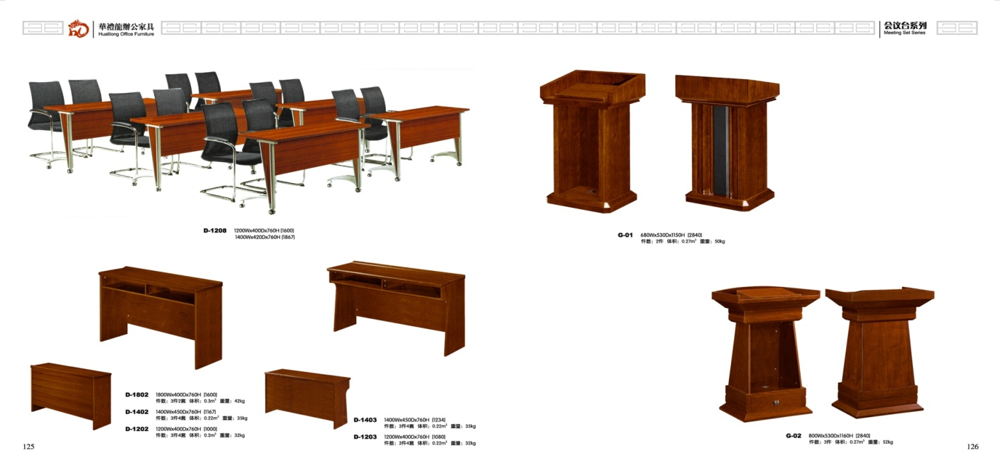 華禮龍辦公家具
Hualilong Office Furniture
会议台系列
Meeting Set Series
D-1208 1200Wx400Dx760H [1600]
1400Wx420Dx760H [1867]
G-01 680Wx530Dx1150H [2840]
件数：2件 体积：0.27m³ 重量：50kg
D-1802 1800Wx400Dx760H [1600]
件数：3件2套 体积：0.3m³ 重量：42kg
D-1402 1400Wx450Dx760H [1167]
件数：3件4套 体积：0.22m³ 重量：35kg
D-1202 1200Wx400Dx760H [1000]
件数：3件4套 体积：0.2m³ 重量：32kg
D-1403 1400Wx450Dx760H [1234]
件数：3件4套 体积：0.22m³ 重量：35kg
D-1203 1200Wx400Dx760H [1080]
件数：3件4套 体积：0.22m³ 重量：32kg
G-02 800Wx530Dx1160H [2840]
件数：3件 体积：0.27m³ 重量：52kg
125
126